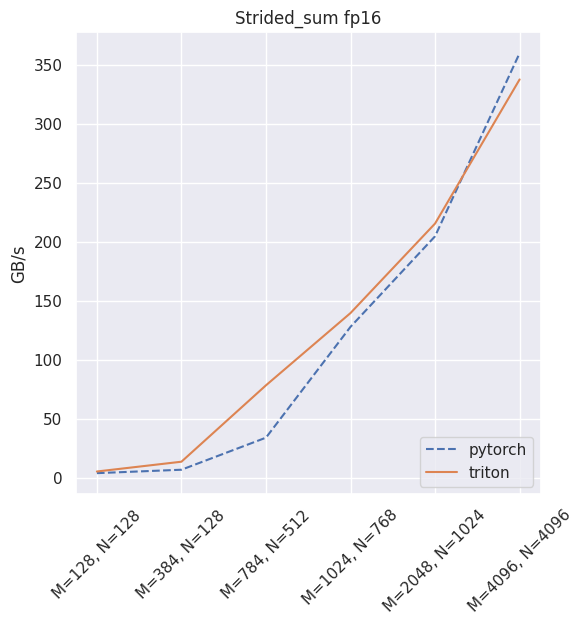 Strided_sum fp16
GB/s
350
300
250
200
150
100
50
0
pytorch
triton
M=128, N=128
M=384, N=128
M=784, N=512
M=1024, N=768
M=2048, N=1024
M=4096, N=4096